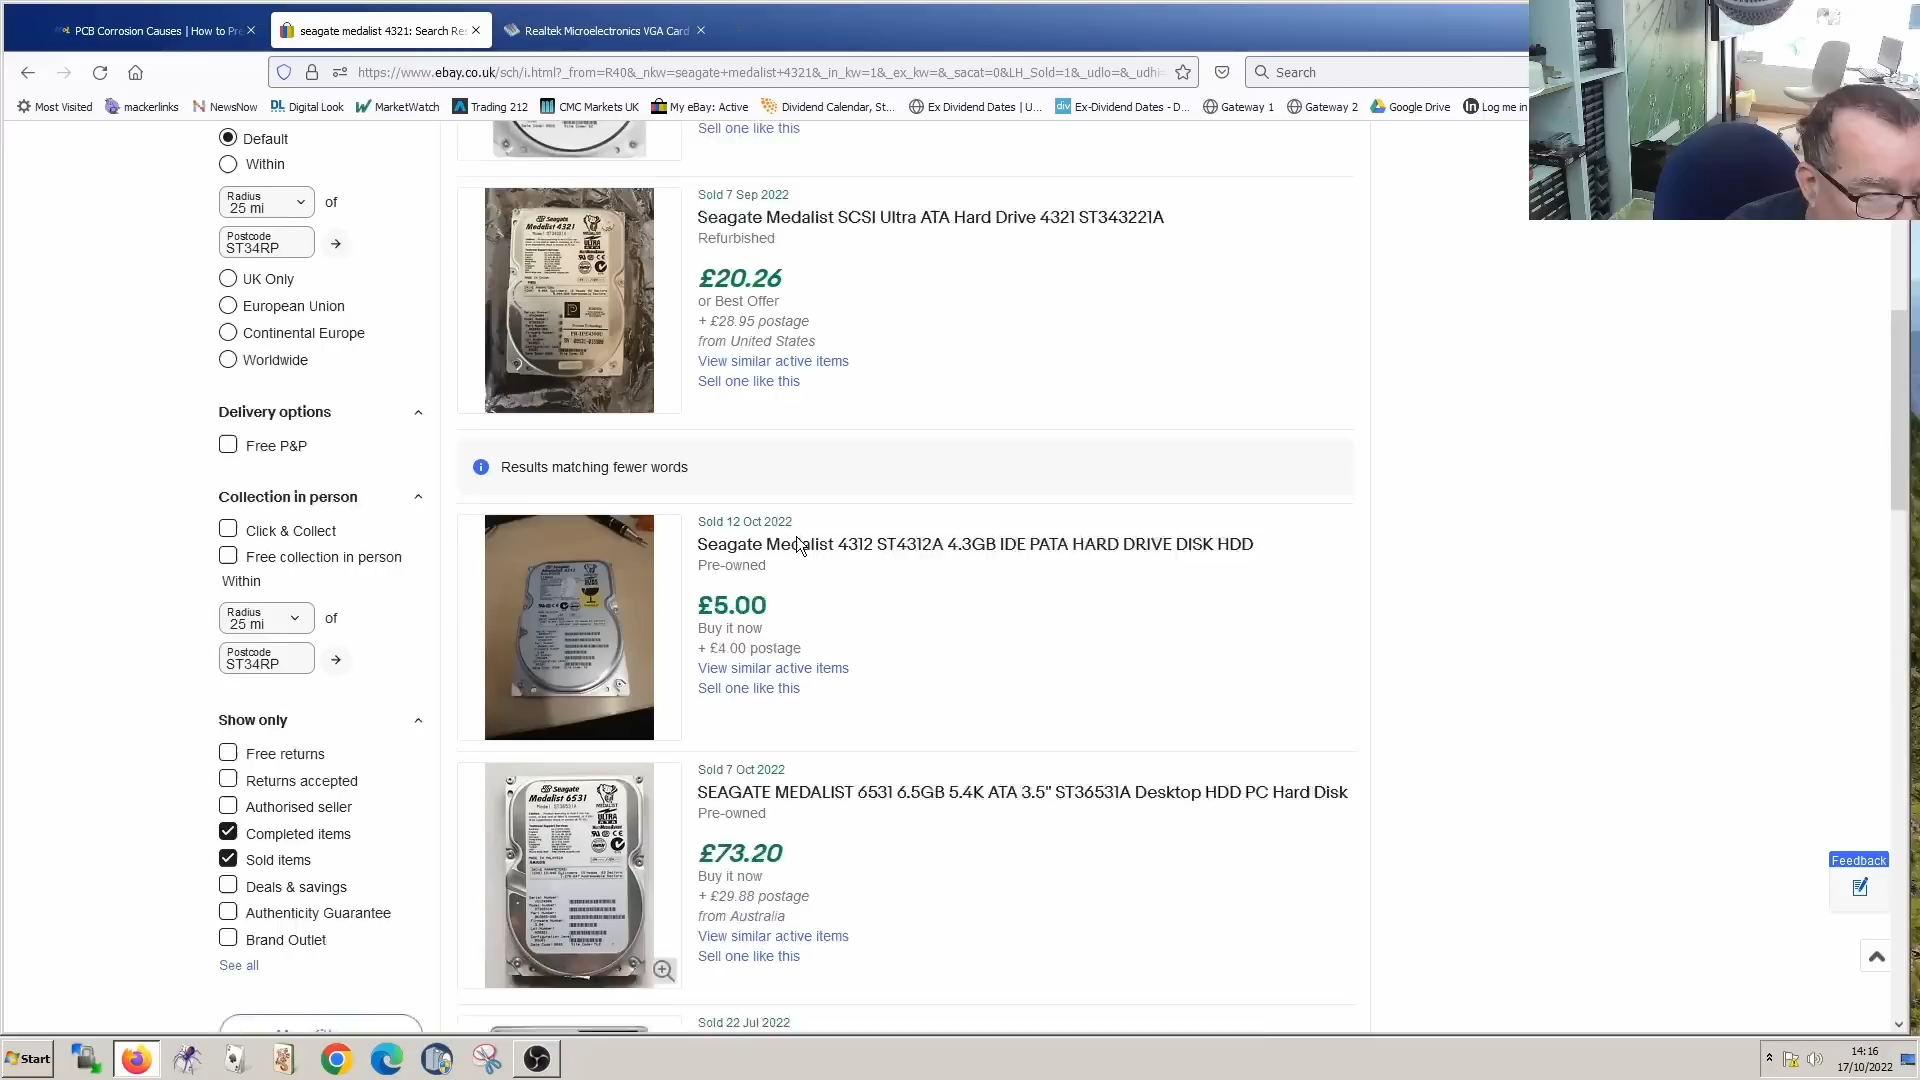 PCB Corrosion Causes | How to Pre
seagate medalist 4321: Search Res
Realtek Microelectronics VGA Card
https://www.ebay.co.uk/sch/i.html?_from=R40&_nkw=seagate+medalist+4321&_in_kw=1&_ex_kw=&_sacat=0&LH_Sold=1&_udlo=&_udhi=
Search
Most Visited
mackerlinks
NewsNow
DL Digital Look
MarketWatch
Trading 212
CMC Markets UK
My eBay: Active
Dividend Calendar, St...
Ex Dividend Dates | U...
div Ex-Dividend Dates - D...
Gateway 1
Gateway 2
Google Drive
Log me in
Default
Within
Radius
25 mi
of
Postcode
ST34RP
UK Only
European Union
Continental Europe
Worldwide
Delivery options
Free P&P
Collection in person
Click & Collect
Free collection in person
Within
Radius
25 mi
of
Postcode
ST34RP
Show only
Free returns
Returns accepted
Authorised seller
Completed items
Sold items
Deals & savings
Authenticity Guarantee
Brand Outlet
See all
Sell one like this
Seagate
Medalist 4321
ULTRA
ATA
Sold 7 Sep 2022
Seagate Medalist SCSI Ultra ATA Hard Drive 4321 ST343221A
Refurbished
£20.26
or Best Offer
+ £28.95 postage
from United States
View similar active items
Sell one like this
Results matching fewer words
Sold 12 Oct 2022
Seagate Medalist 4312 ST4312A 4.3GB IDE PATA HARD DRIVE DISK HDD
Pre-owned
£5.00
Buy it now
+ £4.00 postage
View similar active items
Sell one like this
Seagate
Medalist 6531
ULTRA
ATA
Sold 7 Oct 2022
SEAGATE MEDALIST 6531 6.5GB 5.4K ATA 3.5" ST36531A Desktop HDD PC Hard Disk
Pre-owned
£73.20
Buy it now
+ £29.88 postage
from Australia
View similar active items
Sell one like this
Sold 22 Jul 2022
Feedback
Start
14:16
17/10/2022